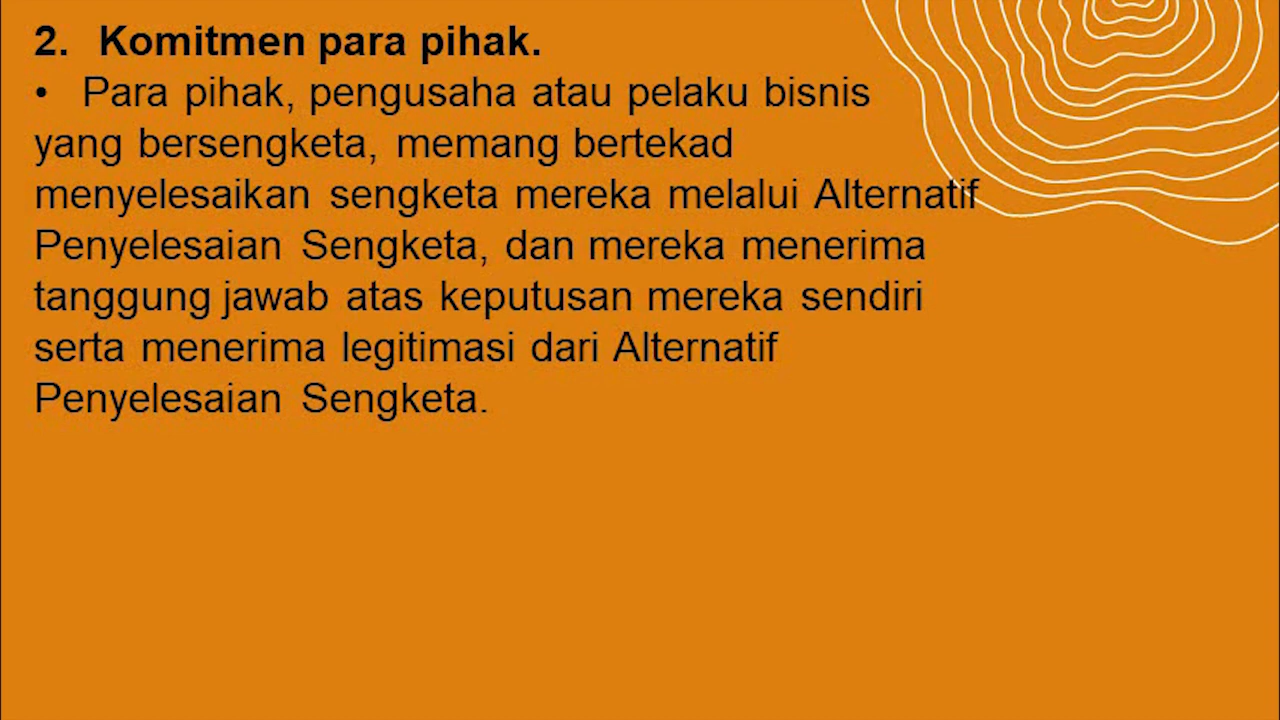 2. Komitmen para pihak.
• Para pihak, pengusaha atau pelaku bisnis
yang bersengketa, memang bertekad
menyelesaikan sengketa mereka melalui Alternatif
Penyelesaian Sengketa, dan mereka menerima
tanggung jawab atas keputusan mereka sendiri
serta menerima legitimasi dari Alternatif
Penyelesaian Sengketa.